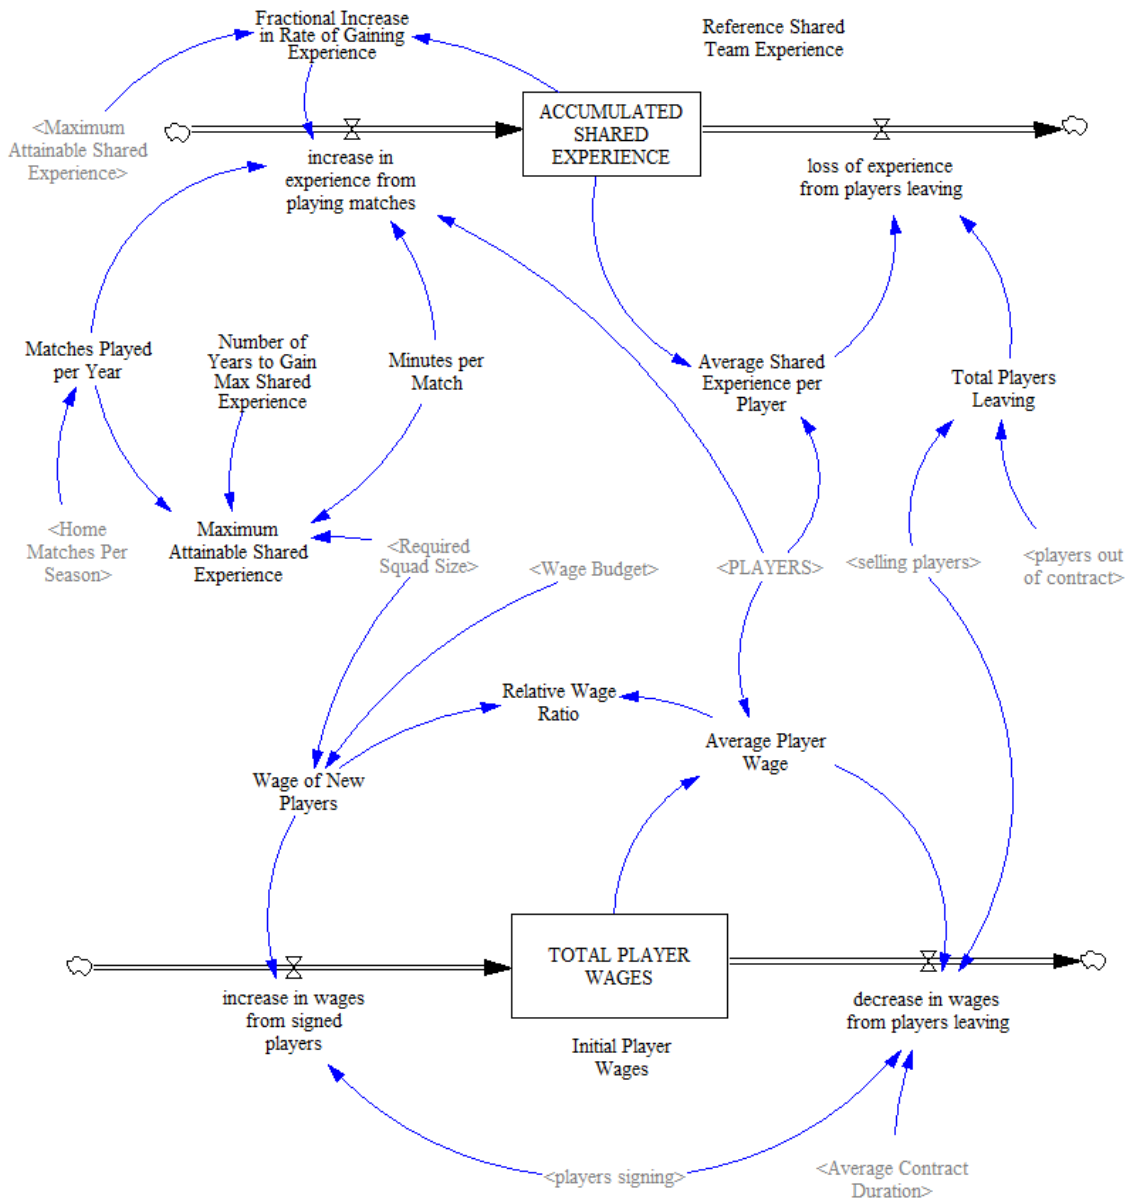 Fractional Increase
in Rate of Gaining
Experience
Reference Shared
Team Experience
<Maximum
Attainable Shared
Experience>
ACCUMULATED
SHARED
EXPERIENCE
increase in
experience from
playing matches
loss of experience
from players leaving
Matches Played
per Year
Number of
Years to Gain
Max Shared
Experience
Minutes per
Match
Average Shared
Experience per
Player
Total Players
Leaving
<Home
Matches Per
Season>
Maximum
Attainable Shared
Experience
<Required
Squad Size>
<Wage Budget>
<PLAYERS>
<selling players>
<players out
of contract>
Relative Wage
Ratio
Average Player
Wage
Wage of New
Players
TOTAL PLAYER
WAGES
increase in wages
from signed
players
decrease in wages
from players leaving
Initial Player
Wages
<players signing>
<Average Contract
Duration>